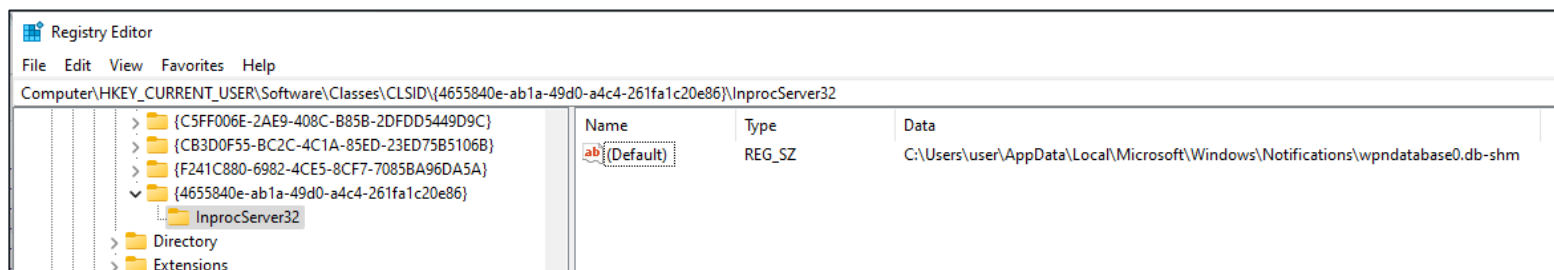 Registry Editor
File Edit View Favorites Help
Computer\HKEY_CURRENT_USER\Software\Classes\CLSID\{4655840e-ab1a-49d0-a4c4-261fa1c20e86}\InprocServer32
{C5FF006E-2AE9-408C-B85B-2DFDD5449D9C}
{CB3D0F55-BC2C-4C1A-85ED-23ED75B5106B}
{F241C880-6982-4CE5-8CF7-7085BA96DA5A}
{4655840e-ab1a-49d0-a4c4-261fa1c20e86}
InprocServer32
Directory
Extensions
Name Type Data
ab (Default) REG_SZ C:\Users\user\AppData\Local\Microsoft\Windows\Notifications\wpndatabase0.db-shm